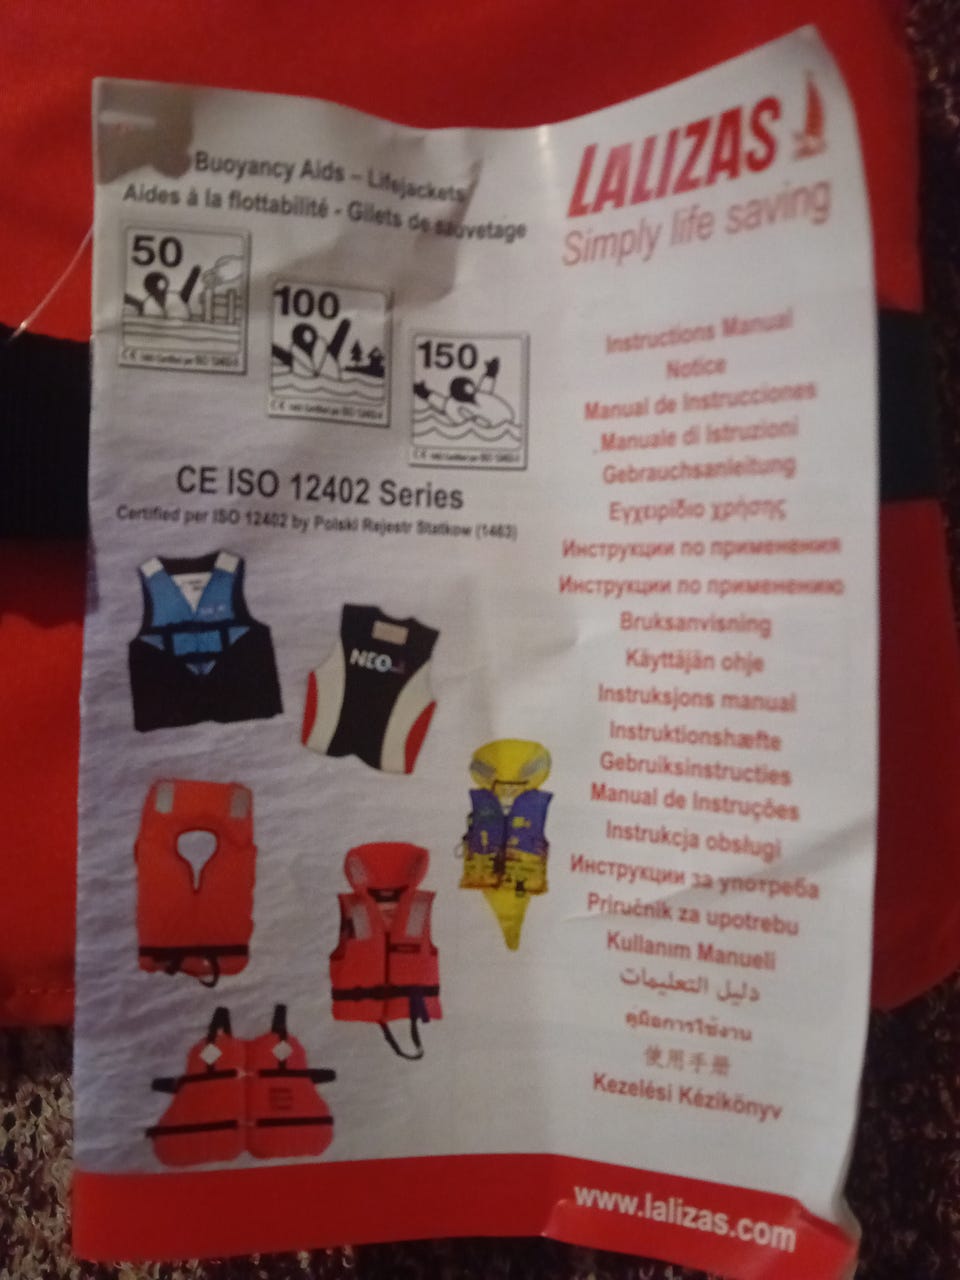 Buoyancy Aids – Lifejackets
Aides à la flottabilité - Gilets de sauvetage
50
100
150
CE ISO 12402 Series
Certified per ISO 12402 by Polski Rejestr Statkow (1463)
NEO
LALIZAS
Simply life saving
Instructions Manual
Notice
Manual de Instrucciones
Manuale di Istruzioni
Gebrauchsanleitung
Εγχειρίδιο χρήσης
Инструкции по применения
Инструкции по применению
Bruksanvisning
Käyttäjän ohje
Instruksjons manual
Instruktionshæfte
Gebruiksinstructies
Manual de Instruções
Instrukcja obsługi
Инструкции за употреба
Priručnik za upotrebu
Kullanım Manueli
دليل التعليمات
คู่มือการใช้งาน
使用手册
Kezelési Kézikönyv
www.lalizas.com